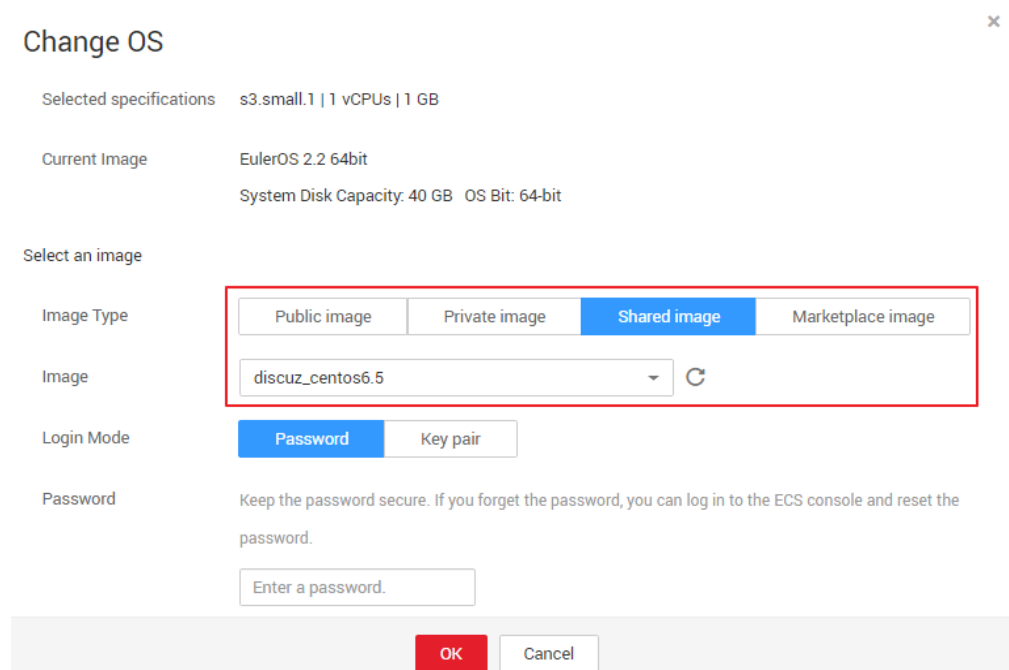 ×
Change OS
Selected specifications s3.small.1 | 1 vCPUs | 1 GB
Current Image EulerOS 2.2 64bit
System Disk Capacity: 40 GB OS Bit: 64-bit
Select an image
Image Type Public image Private image Shared image Marketplace image
Image discuz_centos6.5
Login Mode Password Key pair
Password Keep the password secure. If you forget the password, you can log in to the ECS console and reset the
password.
Enter a password.
OK Cancel